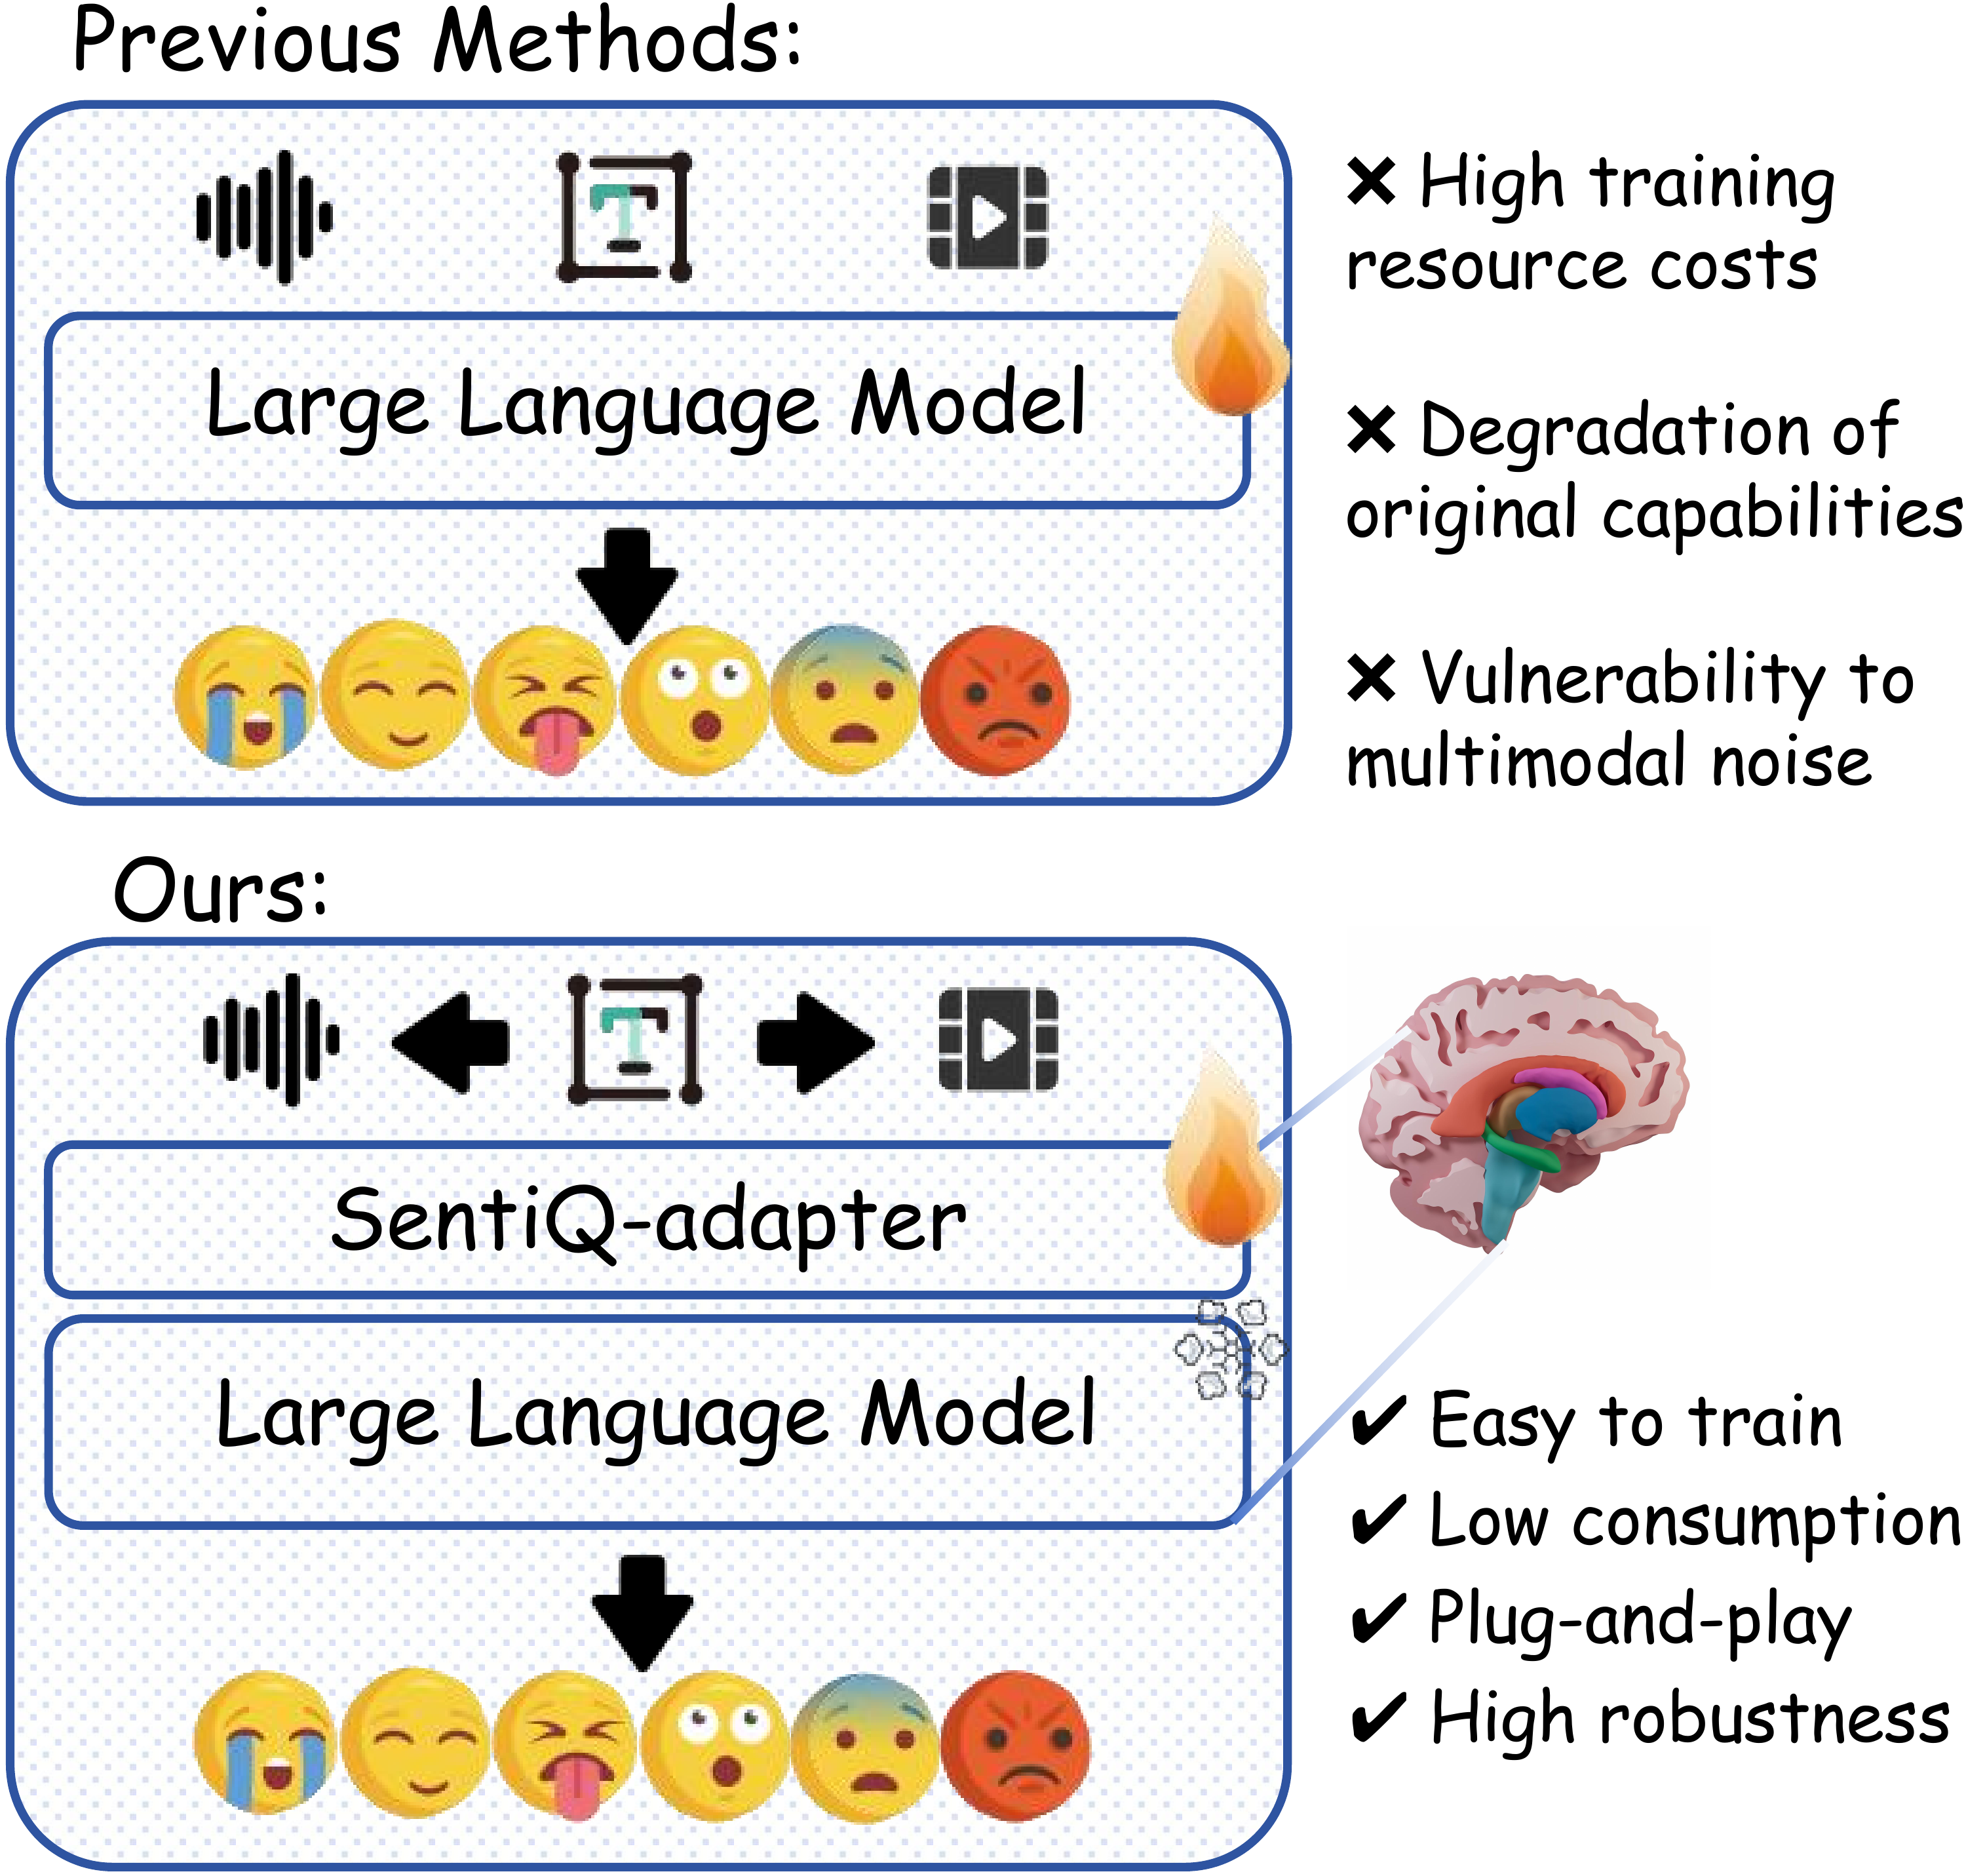 Previous Methods:
✖ High training
resource costs
Large Language Model
✖ Degradation of
original capabilities
✖ Vulnerability to
multimodal noise
Ours:
SentiQ-adapter
Large Language Model
✔ Easy to train
✔ Low consumption
✔ Plug-and-play
✔ High robustness